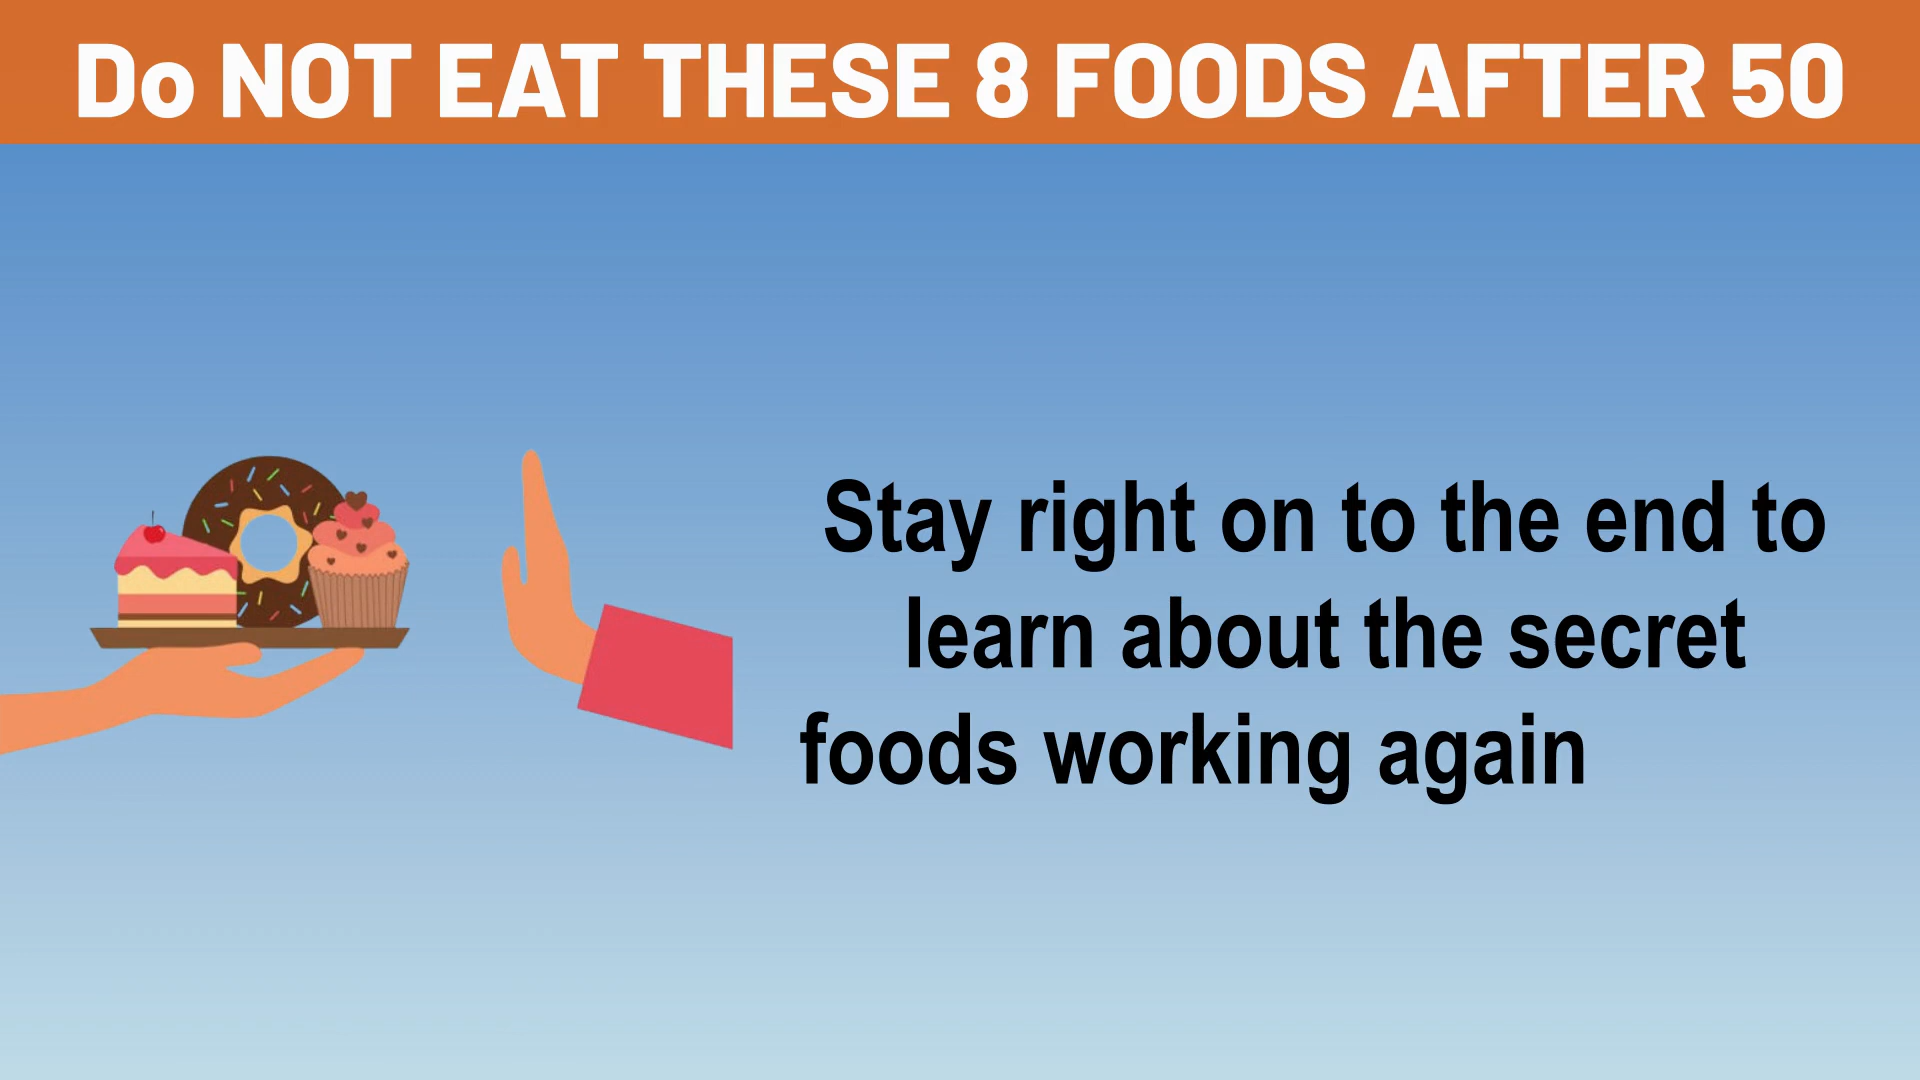 Do NOT EAT THESE 8 FOODS AFTER 50
Stay right on to the end to
learn about the secret
foods working again